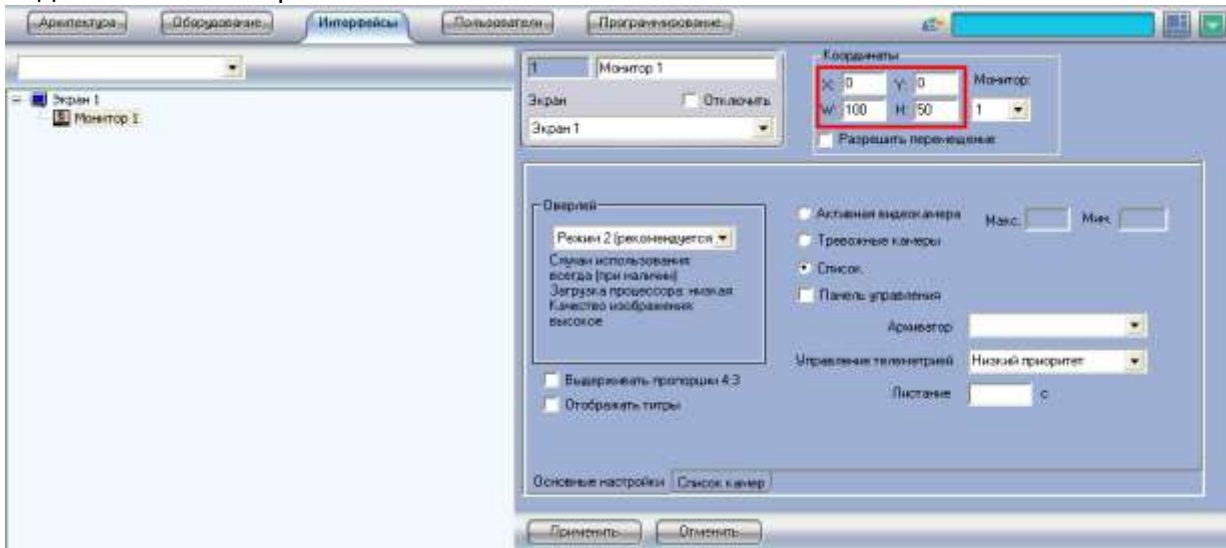 Архитектура Оборудование Интерфейсы Пользователи Программирование
1 Монитор 1
Экран Отключить
Экран 1
Координаты
X: 0 Y: 0 Монитор:
W: 100 H: 50 1
Разрешить перемещение
Экран 1
Монитор 1
Оверлей
Режим 2 (рекомендуется
Случаи использования:
всегда (при наличии)
Загрузка процессора: низкая
Качество изображения:
высокое
Выдерживать пропорции 4:3
Отображать титры
Активная видеокамера Макс. Мин.
Тревожные камеры
Список
Панель управления
Архиватор
Управление телеметрией Низкий приоритет
Листание с
Основные настройки Список камер
Применить Отменить